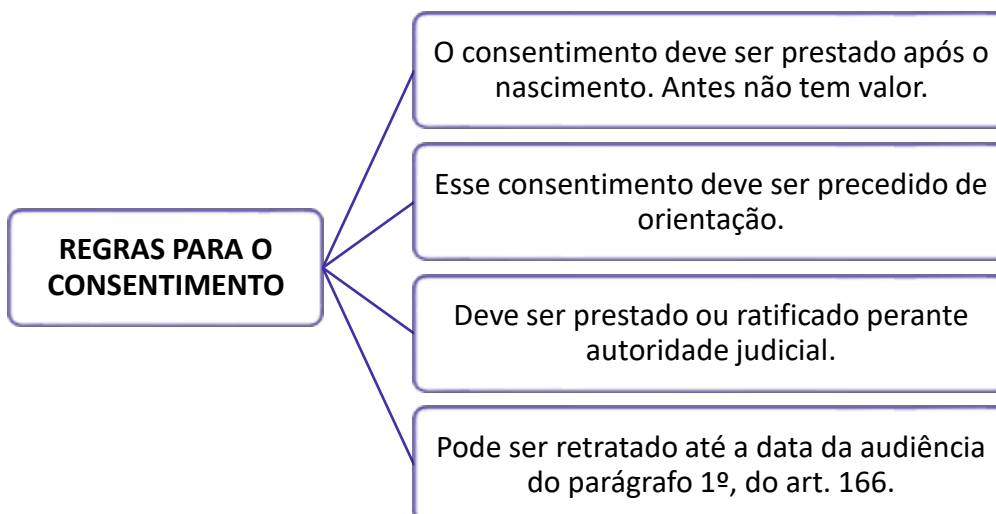 REGRAS PARA O
CONSENTIMENTO
O consentimento deve ser prestado após o
nascimento. Antes não tem valor.
Esse consentimento deve ser precedido de
orientação.
Deve ser prestado ou ratificado perante
autoridade judicial.
Pode ser retratado até a data da audiência
do parágrafo 1º, do art. 166.